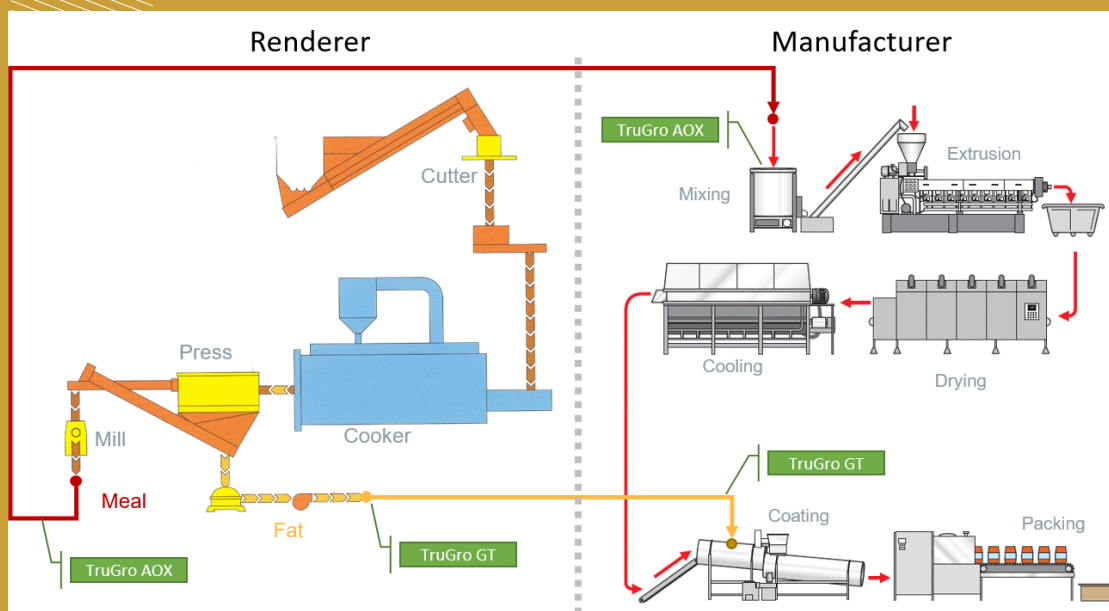 Renderer
Manufacturer
TruGro AOX
Extrusion
Cutter
Mixing
Press
Cooling
Drying
Mill
Cooker
TruGro GT
Meal
Coating
Packing
Fat
TruGro GT
TruGro AOX